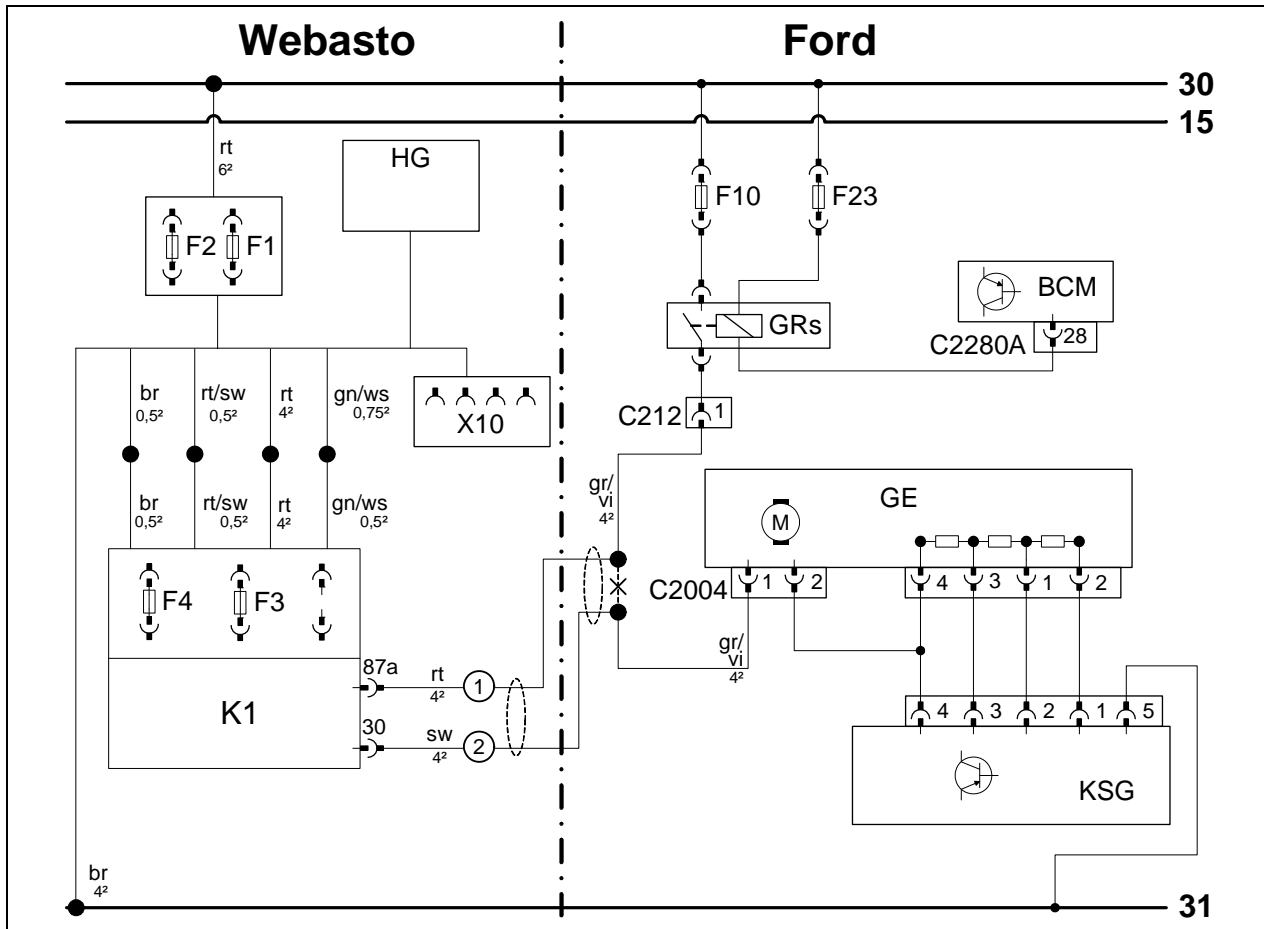 Webasto
Ford
30
15
rt
6²
HG
F2
F1
F10
F23
BCM
C2280A
28
GRs
br
0,5²
rt/sw
0,5²
rt
4²
gn/ws
0,75²
X10
C212
1
br
0,5²
rt/sw
0,5²
rt
4²
gn/ws
0,5²
gr/
vi
4²
GE
M
F4
F3
C2004
1
2
4
3
1
2
gr/
vi
4²
87a
rt
4²
1
K1
30
sw
4²
2
4
3
2
1
5
KSG
br
4²
31